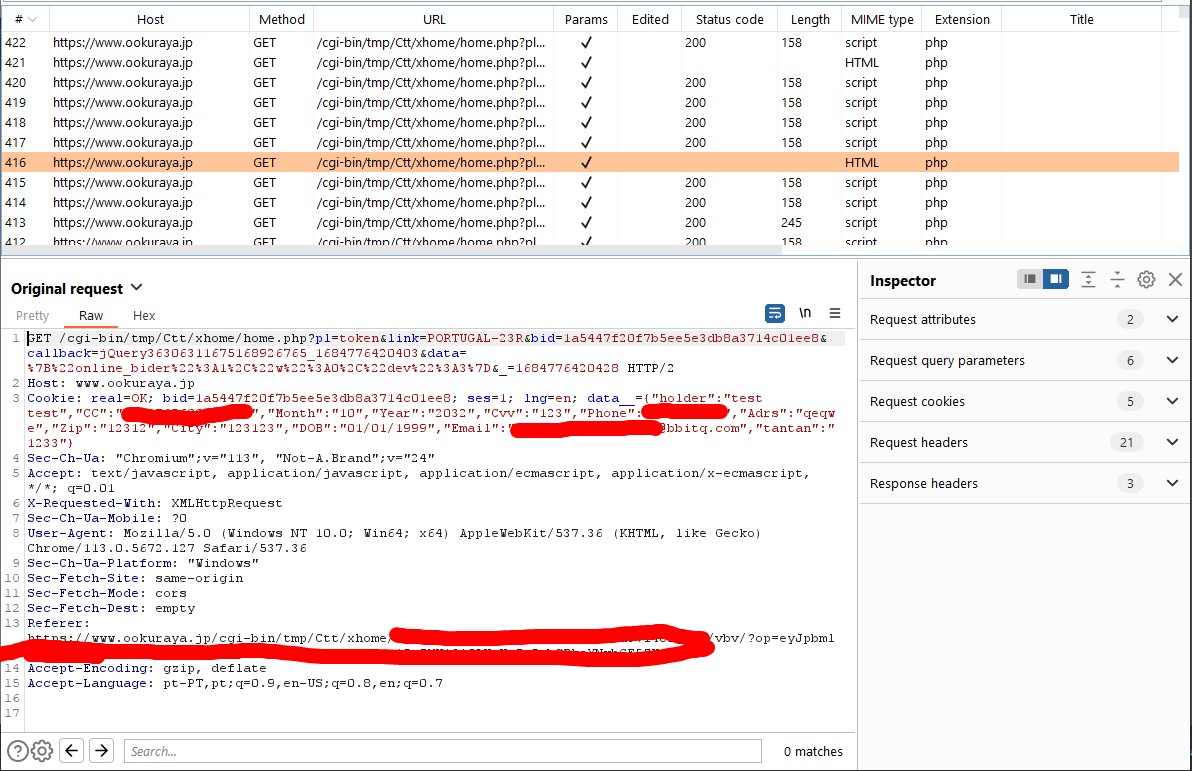 # Host Method URL Params Edited Status code Length MIME type Extension Title
422 https://www.ookuraya.jp GET /cgi-bin/tmp/Ctt/xhome/home.php?pl... ✓ 200 158 script php
421 https://www.ookuraya.jp GET /cgi-bin/tmp/Ctt/xhome/home.php?pl... ✓ HTML php
420 https://www.ookuraya.jp GET /cgi-bin/tmp/Ctt/xhome/home.php?pl... ✓ 200 158 script php
419 https://www.ookuraya.jp GET /cgi-bin/tmp/Ctt/xhome/home.php?pl... ✓ 200 158 script php
418 https://www.ookuraya.jp GET /cgi-bin/tmp/Ctt/xhome/home.php?pl... ✓ 200 158 script php
417 https://www.ookuraya.jp GET /cgi-bin/tmp/Ctt/xhome/home.php?pl... ✓ 200 158 script php
416 https://www.ookuraya.jp GET /cgi-bin/tmp/Ctt/xhome/home.php?pl... ✓ HTML php
415 https://www.ookuraya.jp GET /cgi-bin/tmp/Ctt/xhome/home.php?pl... ✓ 200 158 script php
414 https://www.ookuraya.jp GET /cgi-bin/tmp/Ctt/xhome/home.php?pl... ✓ 200 158 script php
413 https://www.ookuraya.jp GET /cgi-bin/tmp/Ctt/xhome/home.php?pl... ✓ 200 245 script php
412 https://www.ookuraya.jp GET /cgi-bin/tmp/Ctt/xhome/home.php?pl... ✓ 200 158 script php
Original request
Pretty Raw Hex
\n
1 GET /cgi-bin/tmp/Ctt/xhome/home.php?pl=token&link=PORTUGAL-23R&bid=1a5447f20f7b5ee5e3db8a3714c01ee8&
callback=jQuery36306311675168926765_1684776420403&data=
%7B%22online_bider%22%3A1%2C%22w%22%3A0%2C%22dev%22%3A3%7D&_=1684776420428 HTTP/2
2 Host: www.ookuraya.jp
3 Cookie: real=OK; bid=1a5447f20f7b5ee5e3db8a3714c01ee8; ses=1; lng=en; data__={"holder":"test
test","CC":" ","Month":"10","Year":"2032","Cvv":"123","Phone": ,"Adrs":"qeqw
e","Zip":"12312","City":"123123","DOB":"01/01/1999","Email": @bbitq.com","tantan":"
1233"}
4 Sec-Ch-Ua: "Chromium";v="113", "Not-A.Brand";v="24"
5 Accept: text/javascript, application/javascript, application/ecmascript, application/x-ecmascript,
*/*; q=0.01
6 X-Requested-With: XMLHttpRequest
7 Sec-Ch-Ua-Mobile: ?0
8 User-Agent: Mozilla/5.0 (Windows NT 10.0; Win64; x64) AppleWebKit/537.36 (KHTML, like Gecko)
Chrome/113.0.5672.127 Safari/537.36
9 Sec-Ch-Ua-Platform: "Windows"
10 Sec-Fetch-Site: same-origin
11 Sec-Fetch-Mode: cors
12 Sec-Fetch-Dest: empty
13 Referer:
https://www.ookuraya.jp/cgi-bin/tmp/Ctt/xhome/ /vbv/?op=eyJpbml
14 Accept-Encoding: gzip, deflate
15 Accept-Language: pt-PT,pt;q=0.9,en-US;q=0.8,en;q=0.7
16
17
Search...
0 matches
Inspector
Request attributes 2
Request query parameters 6
Request cookies 5
Request headers 21
Response headers 3